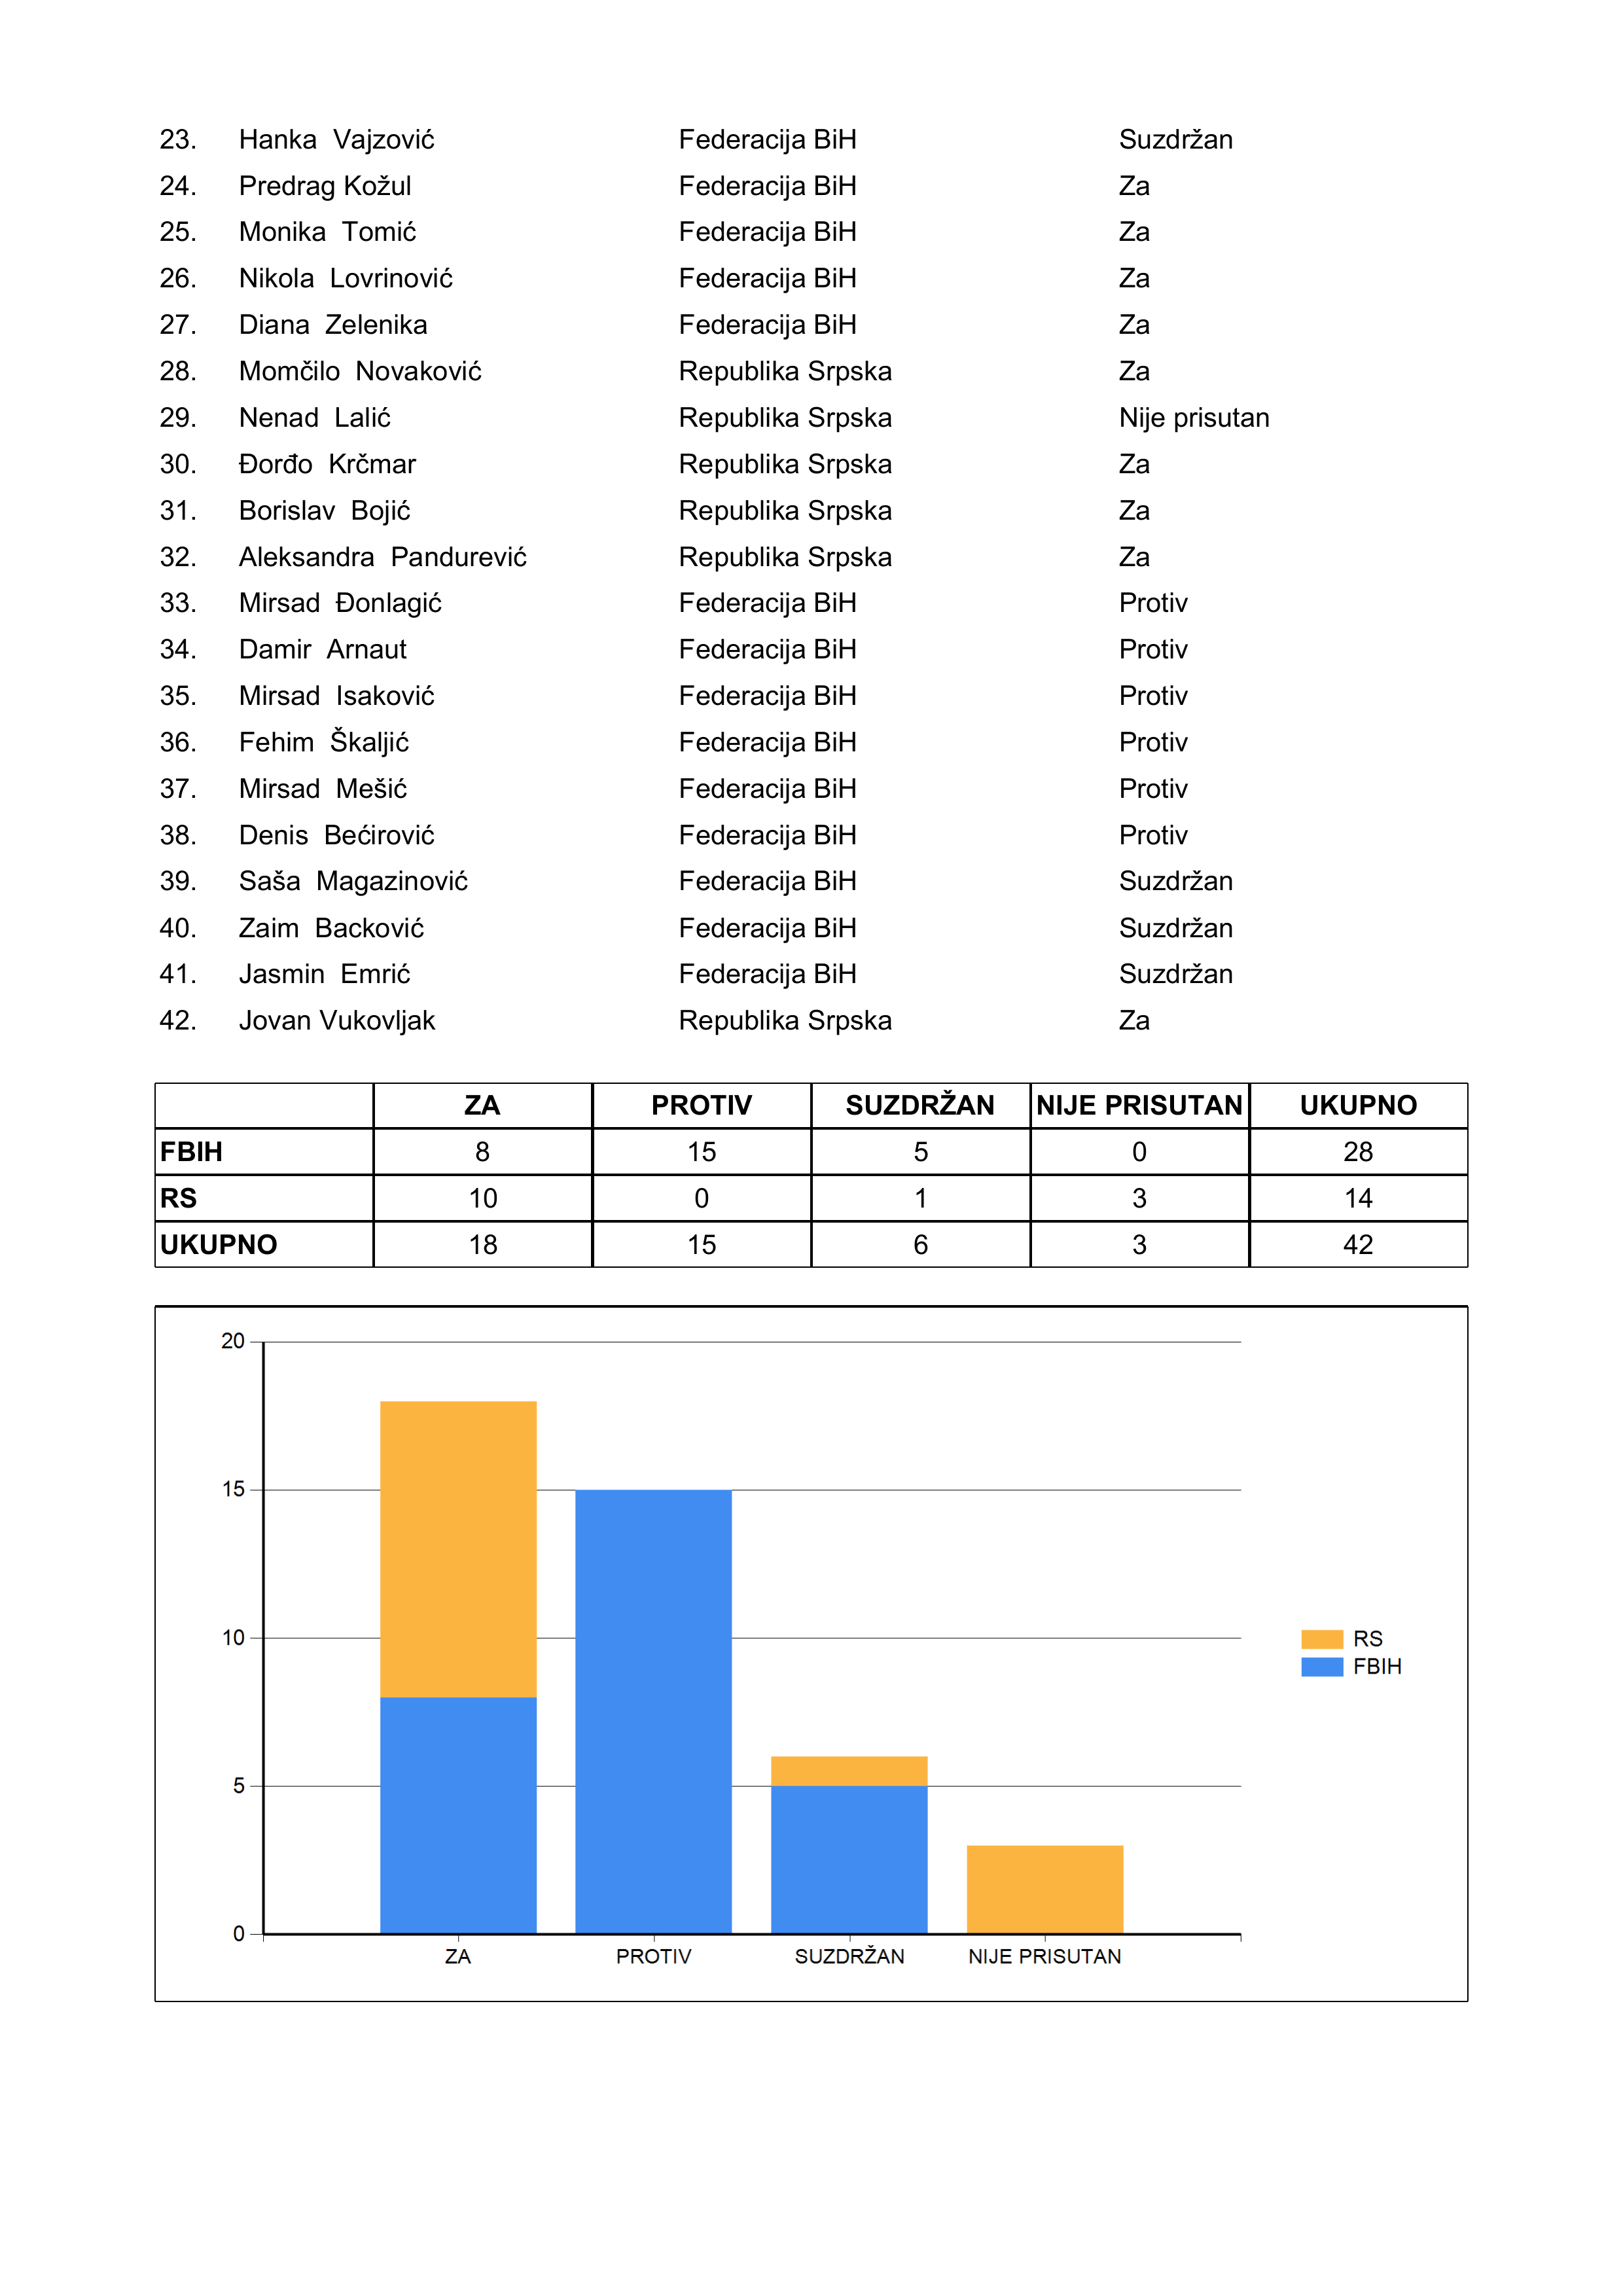 23. Hanka Vajzović Federacija BiH Suzdržan
24. Predrag Kožul Federacija BiH Za
25. Monika Tomić Federacija BiH Za
26. Nikola Lovrinović Federacija BiH Za
27. Diana Zelenika Federacija BiH Za
28. Momčilo Novaković Republika Srpska Za
29. Nenad Lalić Republika Srpska Nije prisutan
30. Đorđo Krčmar Republika Srpska Za
31. Borislav Bojić Republika Srpska Za
32. Aleksandra Pandurević Republika Srpska Za
33. Mirsad Đonlagić Federacija BiH Protiv
34. Damir Arnaut Federacija BiH Protiv
35. Mirsad Isaković Federacija BiH Protiv
36. Fehim Škaljić Federacija BiH Protiv
37. Mirsad Mešić Federacija BiH Protiv
38. Denis Bećirović Federacija BiH Protiv
39. Saša Magazinović Federacija BiH Suzdržan
40. Zaim Backović Federacija BiH Suzdržan
41. Jasmin Emrić Federacija BiH Suzdržan
42. Jovan Vukovljak Republika Srpska Za
ZA PROTIV SUZDRŽAN NIJE PRISUTAN UKUPNO
FBIH 8 15 5 0 28
RS 10 0 1 3 14
UKUPNO 18 15 6 3 42
20
15
10
5
0
ZA PROTIV SUZDRŽAN NIJE PRISUTAN
RS
FBIH